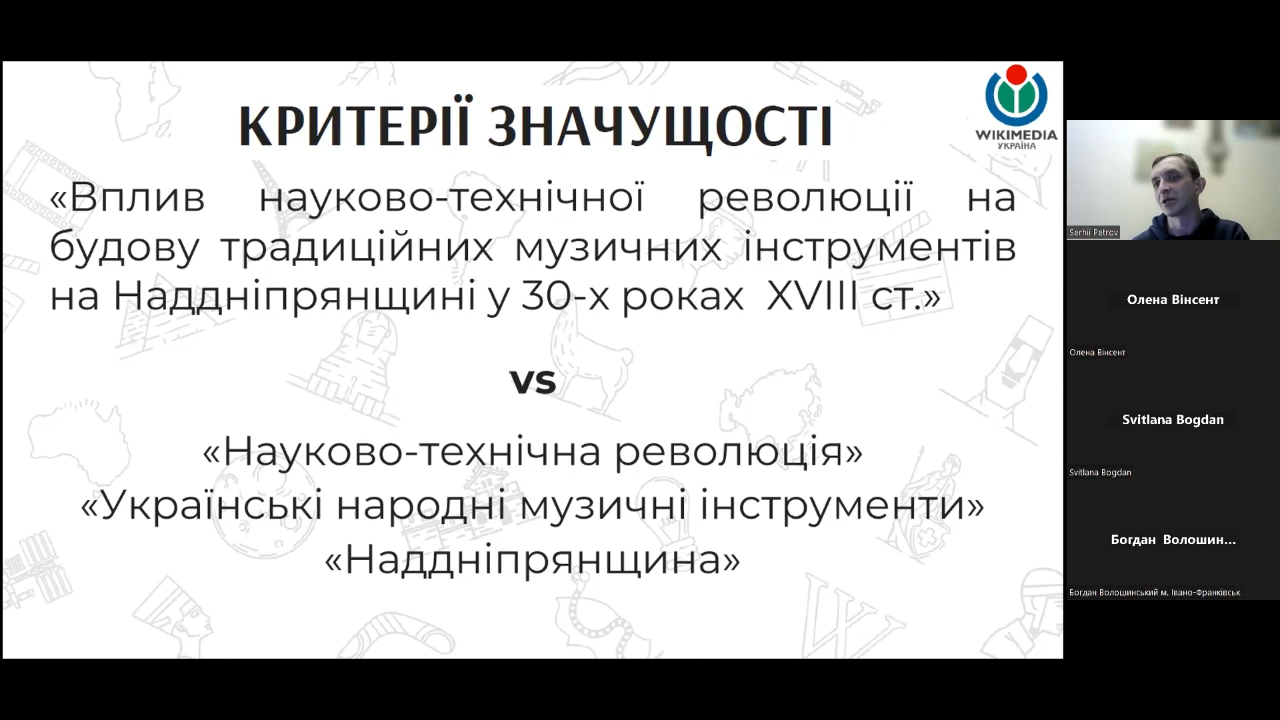 КРИТЕРІЇ ЗНАЧУЩОСТІ
WIKIMEDIA
УКРАЇНА
«Вплив науково-технічної революції на
будову традиційних музичних інструментів
на Наддніпрянщині у 30-х роках XVIII ст.»
vs
«Науково-технічна революція»
«Українські народні музичні інструменти»
«Наддніпрянщина»
Serhii Petrov
Олена Вінсент
Олена Вінсент
Svitlana Bogdan
Svitlana Bogdan
Богдан Волошин...
Богдан Волошинський м. Івано-Франківськ